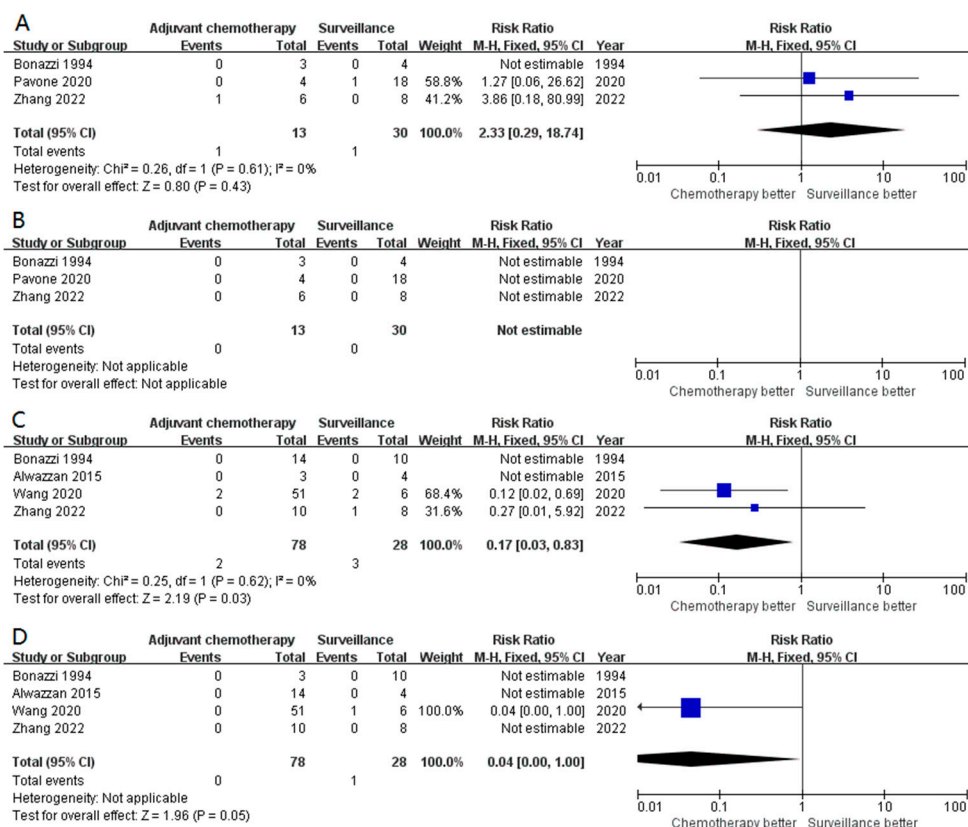 A
Adjuvant chemotherapy Surveillance Risk Ratio Risk Ratio
Study or Subgroup Events Total Events Total Weight M-H, Fixed, 95% CI Year M-H, Fixed, 95% CI
Bonazzi 1994 0 3 0 4 Not estimable 1994
Pavone 2020 0 4 1 18 58.8% 1.27 [0.06, 26.62] 2020
Zhang 2022 1 6 0 8 41.2% 3.86 [0.18, 80.99] 2022
Total (95% CI) 13 30 100.0% 2.33 [0.29, 18.74]
Total events 1 1
Heterogeneity: Chi² = 0.26, df = 1 (P = 0.61); I² = 0%
Test for overall effect: Z = 0.80 (P = 0.43)
0.01 0.1 1 10 100
Chemotherapy better Surveillance better
B
Adjuvant chemotherapy Surveillance Risk Ratio Risk Ratio
Study or Subgroup Events Total Events Total Weight M-H, Fixed, 95% CI Year M-H, Fixed, 95% CI
Bonazzi 1994 0 3 0 4 Not estimable 1994
Pavone 2020 0 4 0 18 Not estimable 2020
Zhang 2022 0 6 0 8 Not estimable 2022
Total (95% CI) 13 30 Not estimable
Total events 0 0
Heterogeneity: Not applicable
Test for overall effect: Not applicable
0.01 0.1 1 10 100
Chemotherapy better Surveillance better
C
Adjuvant chemotherapy Surveillance Risk Ratio Risk Ratio
Study or Subgroup Events Total Events Total Weight M-H, Fixed, 95% CI Year M-H, Fixed, 95% CI
Bonazzi 1994 0 14 0 10 Not estimable 1994
Alwazzan 2015 0 3 0 4 Not estimable 2015
Wang 2020 2 51 2 6 68.4% 0.12 [0.02, 0.69] 2020
Zhang 2022 0 10 1 8 31.6% 0.27 [0.01, 5.92] 2022
Total (95% CI) 78 28 100.0% 0.17 [0.03, 0.83]
Total events 2 3
Heterogeneity: Chi² = 0.25, df = 1 (P = 0.62); I² = 0%
Test for overall effect: Z = 2.19 (P = 0.03)
0.01 0.1 1 10 100
Chemotherapy better Surveillance better
D
Adjuvant chemotherapy Surveillance Risk Ratio Risk Ratio
Study or Subgroup Events Total Events Total Weight M-H, Fixed, 95% CI Year M-H, Fixed, 95% CI
Bonazzi 1994 0 3 0 10 Not estimable 1994
Alwazzan 2015 0 14 0 4 Not estimable 2015
Wang 2020 0 51 1 6 100.0% 0.04 [0.00, 1.00] 2020
Zhang 2022 0 10 0 8 Not estimable 2022
Total (95% CI) 78 28 100.0% 0.04 [0.00, 1.00]
Total events 0 1
Heterogeneity: Not applicable
Test for overall effect: Z = 1.96 (P = 0.05)
0.01 0.1 1 10 100
Chemotherapy better Surveillance better